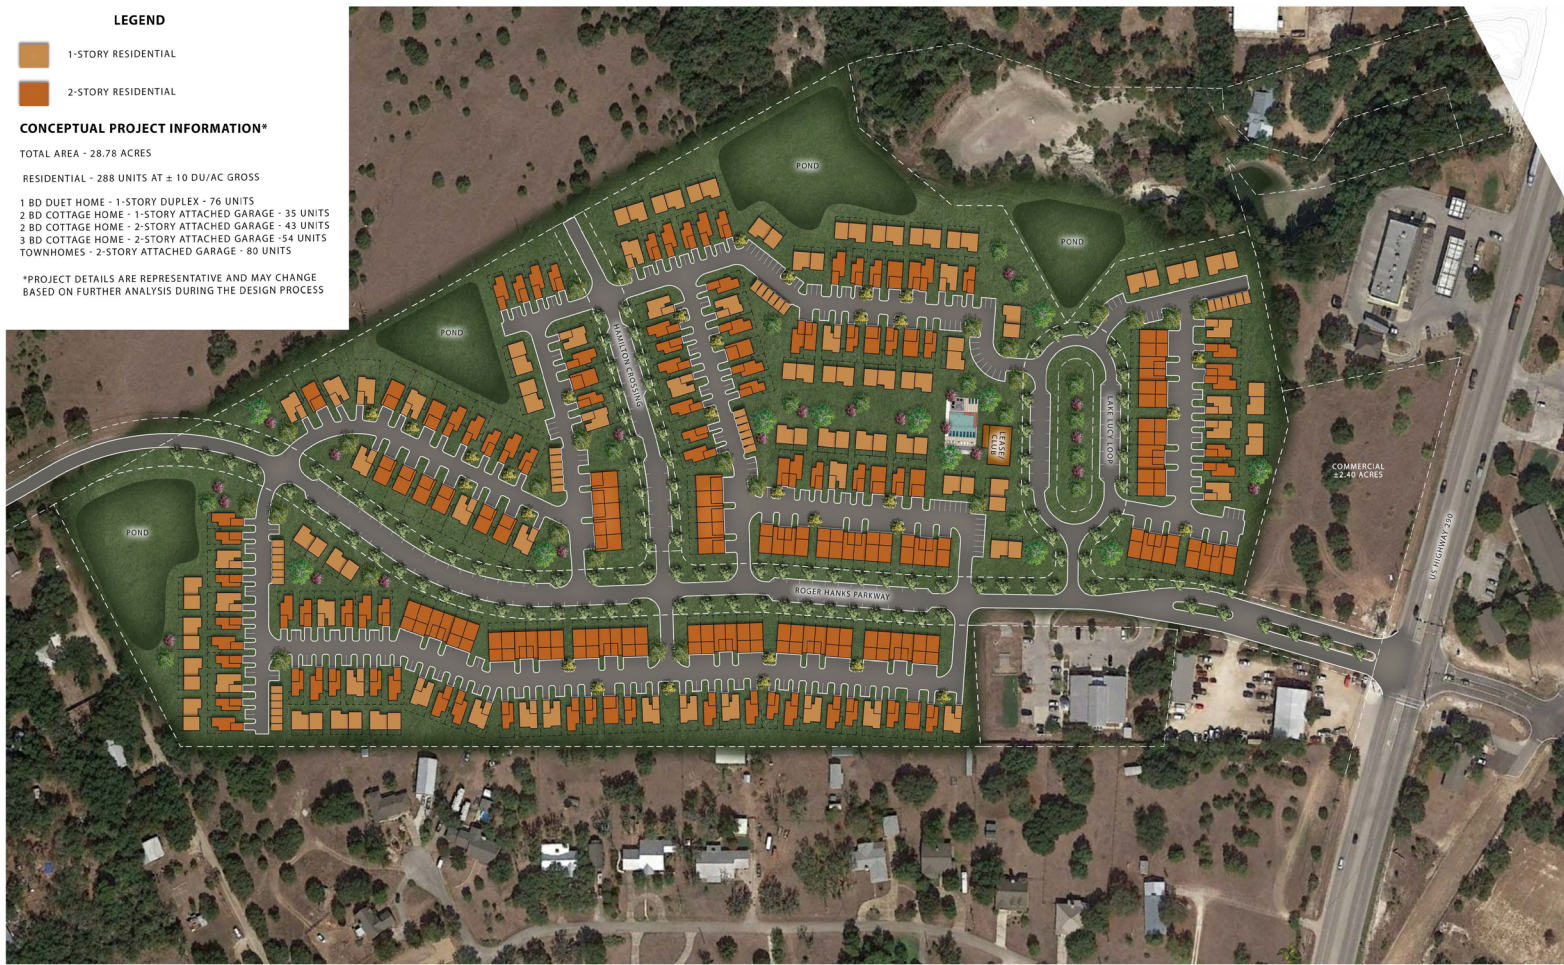 LEGEND
1-STORY RESIDENTIAL
2-STORY RESIDENTIAL
CONCEPTUAL PROJECT INFORMATION*
TOTAL AREA - 28.78 ACRES
RESIDENTIAL - 288 UNITS AT ± 10 DU/AC GROSS
1 BD DUET HOME - 1-STORY DUPLEX - 76 UNITS
2 BD COTTAGE HOME - 1-STORY ATTACHED GARAGE - 35 UNITS
2 BD COTTAGE HOME - 2-STORY ATTACHED GARAGE - 43 UNITS
3 BD COTTAGE HOME - 2-STORY ATTACHED GARAGE -54 UNITS
TOWNHOMES - 2-STORY ATTACHED GARAGE - 80 UNITS
*PROJECT DETAILS ARE REPRESENTATIVE AND MAY CHANGE
BASED ON FURTHER ANALYSIS DURING THE DESIGN PROCESS
POND
POND
POND
HAMILTON CROSSING
LAKE LUCY LOOP
LEASE/
CLUB
COMMERCIAL
±2.40 ACRES
POND
US HIGHWAY 290
ROGER HANKS PARKWAY